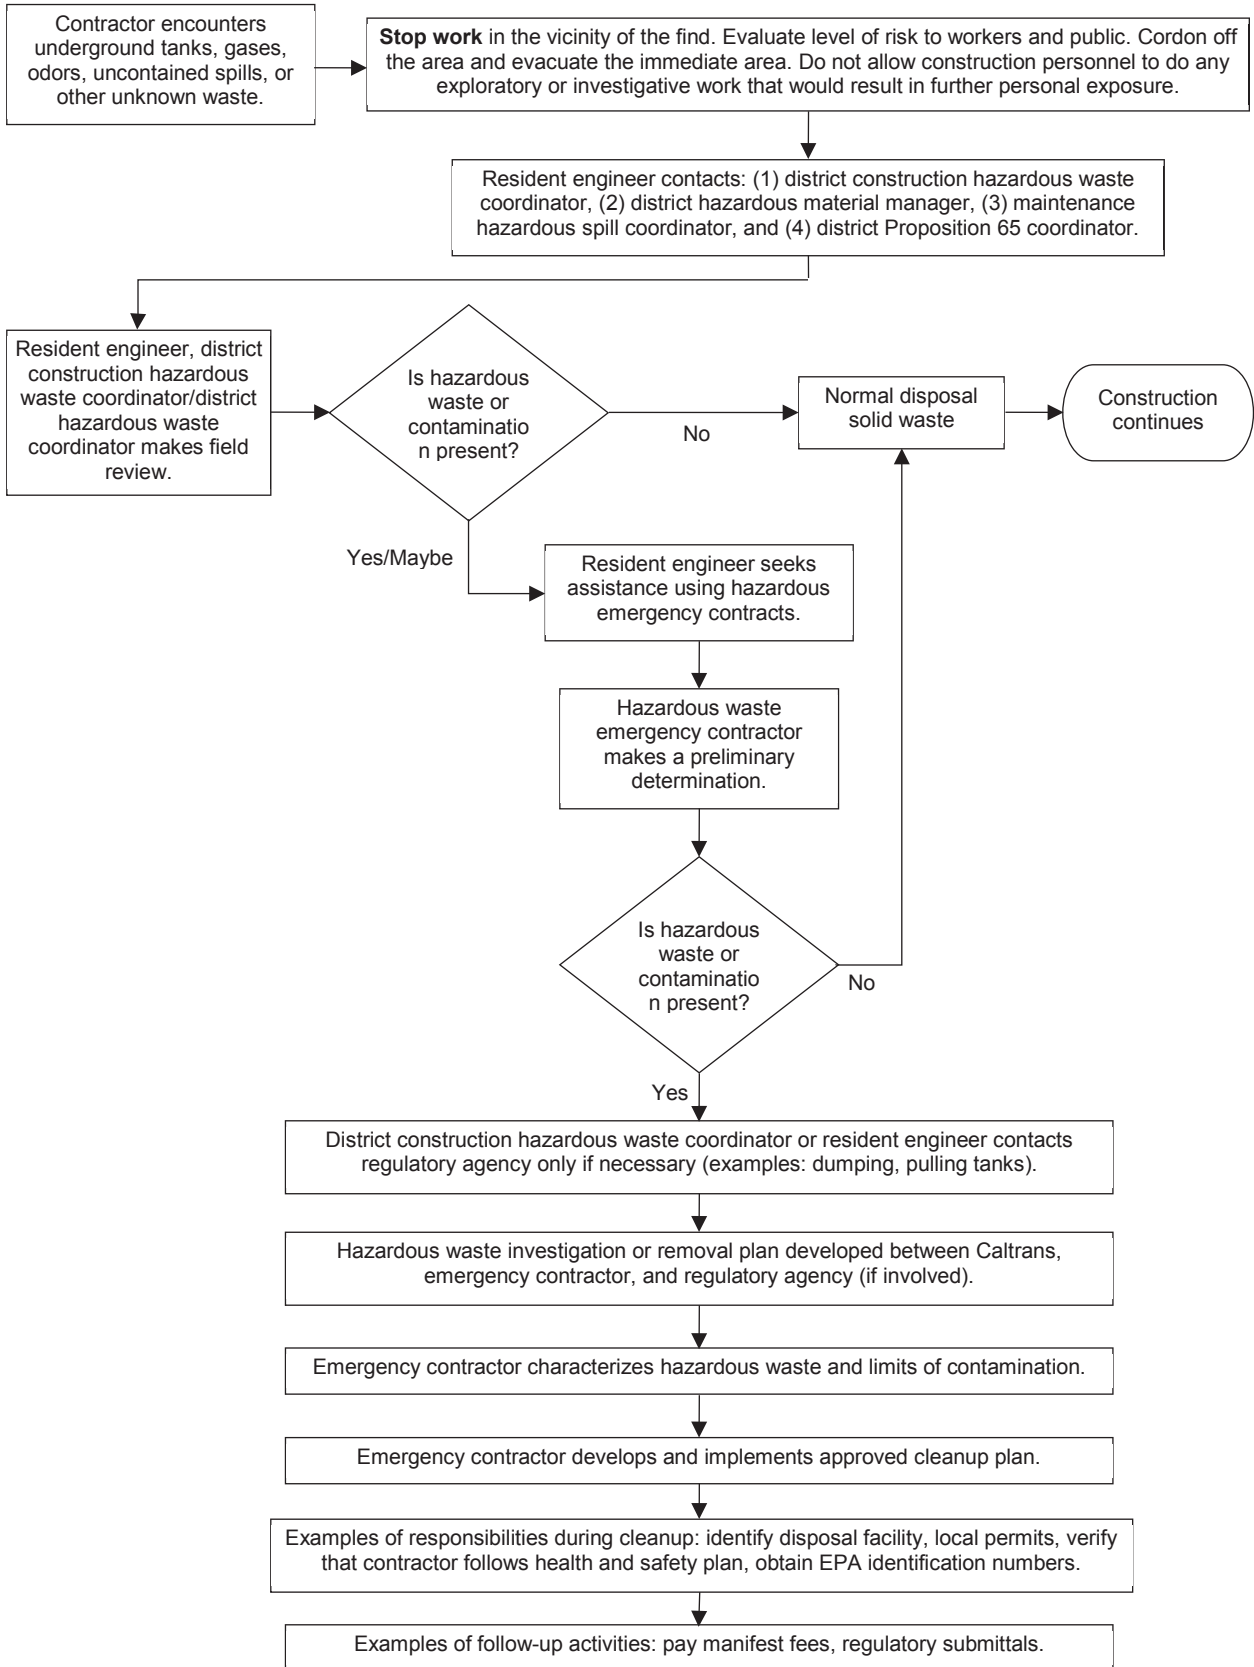 Contractor encounters
underground tanks, gases,
odors, uncontained spills, or
other unknown waste.
Stop work in the vicinity of the find. Evaluate level of risk to workers and public. Cordon off
the area and evacuate the immediate area. Do not allow construction personnel to do any
exploratory or investigative work that would result in further personal exposure.
Resident engineer contacts: (1) district construction hazardous waste
coordinator, (2) district hazardous material manager, (3) maintenance
hazardous spill coordinator, and (4) district Proposition 65 coordinator.
Resident engineer, district
construction hazardous
waste coordinator/district
hazardous waste
coordinator makes field
review.
Is hazardous
waste or
contaminatio
n present?
No
Normal disposal
solid waste
Construction
continues
Yes/Maybe
Resident engineer seeks
assistance using hazardous
emergency contracts.
Hazardous waste
emergency contractor
makes a preliminary
determination.
Is hazardous
waste or
contaminatio
n present?
No
Yes
District construction hazardous waste coordinator or resident engineer contacts
regulatory agency only if necessary (examples: dumping, pulling tanks).
Hazardous waste investigation or removal plan developed between Caltrans,
emergency contractor, and regulatory agency (if involved).
Emergency contractor characterizes hazardous waste and limits of contamination.
Emergency contractor develops and implements approved cleanup plan.
Examples of responsibilities during cleanup: identify disposal facility, local permits, verify
that contractor follows health and safety plan, obtain EPA identification numbers.
Examples of follow-up activities: pay manifest fees, regulatory submittals.